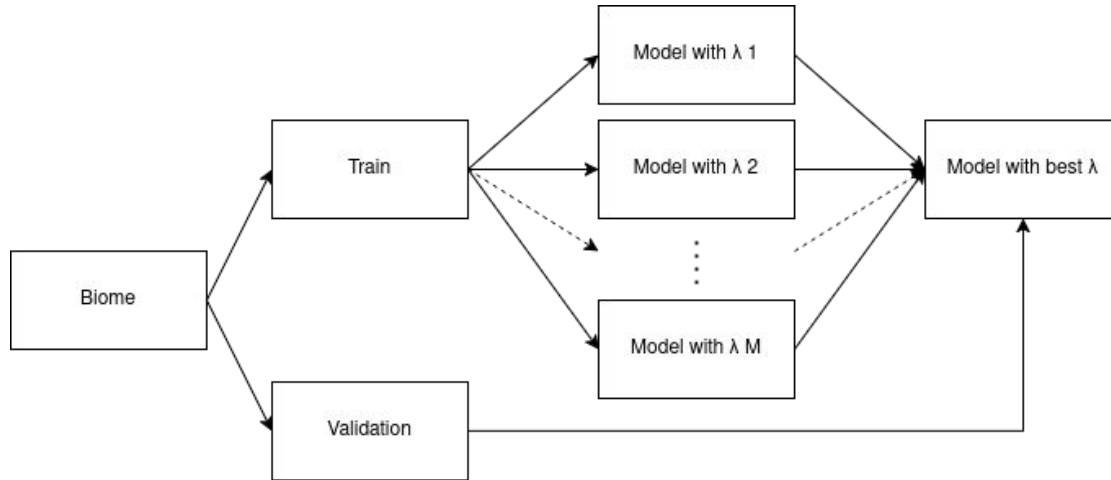 Model with λ 1
Train
Model with λ 2
Model with best λ
Biome
Model with λ M
Validation